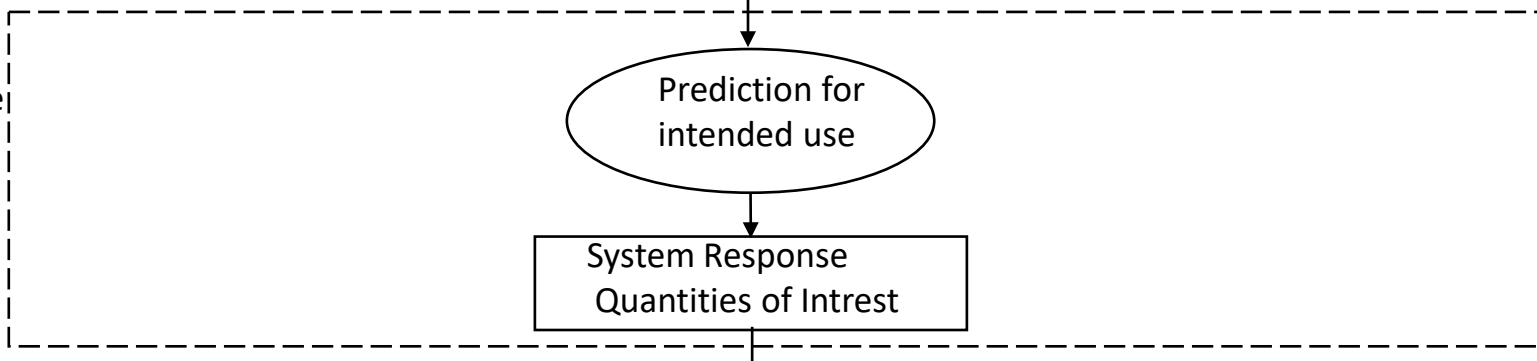 Prediction for
intended use
System Response
Quantities of Intrest